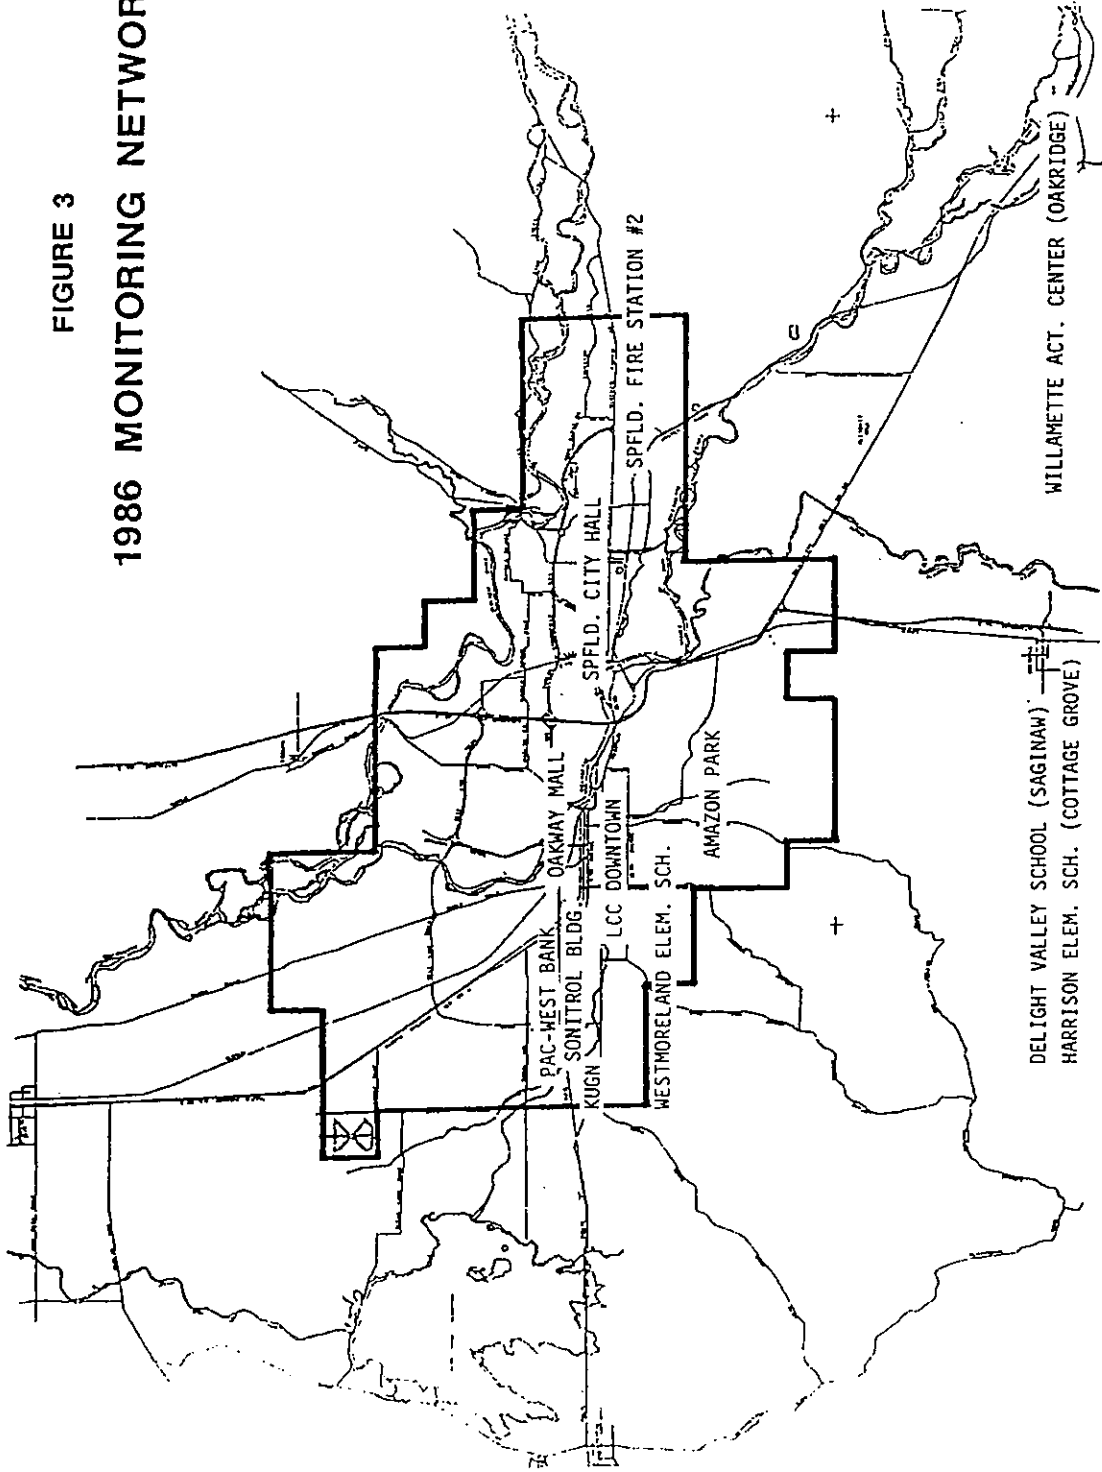 FIGURE 3
1986 MONITORING NETWOR
SPFLD. FIRE STATION #2
SPFLD. CITY HALL
OAKWAY MALL
PAC-WEST BANK
SONITROL BLDG
KUGN
LCC DOWNTOWN
WESTMORELAND ELEM. SCH.
AMAZON PARK
WILLAMETTE ACT. CENTER (OAKRIDGE)
DELIGHT VALLEY SCHOOL (SAGINAW)
HARRISON ELEM. SCH. (COTTAGE GROVE)